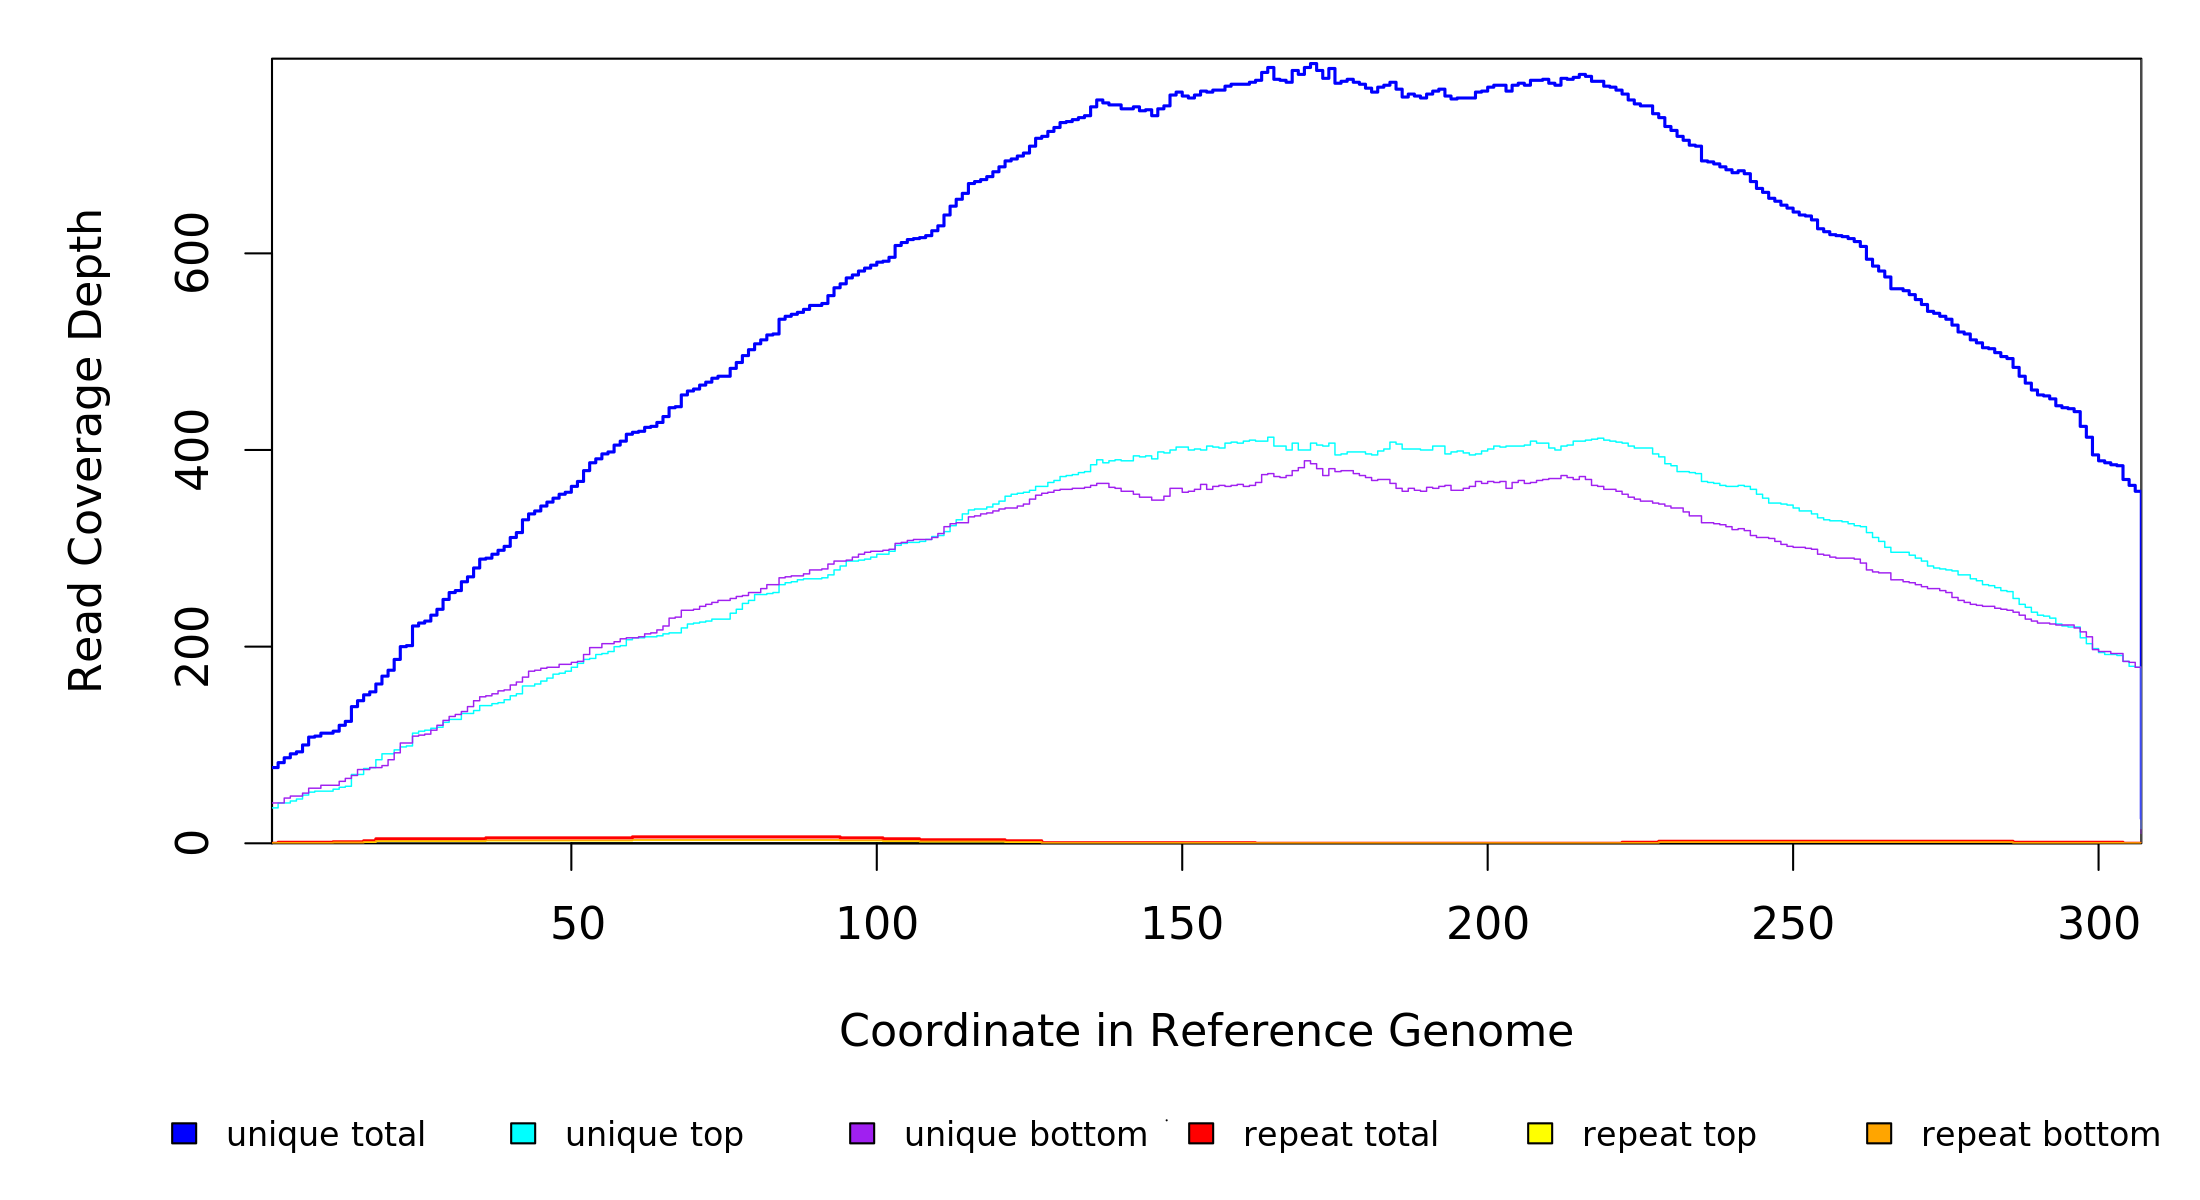 Read Coverage Depth
600
400
200
0
50 100 150 200 250 300
Coordinate in Reference Genome
unique total unique top unique bottom repeat total repeat top repeat bottom